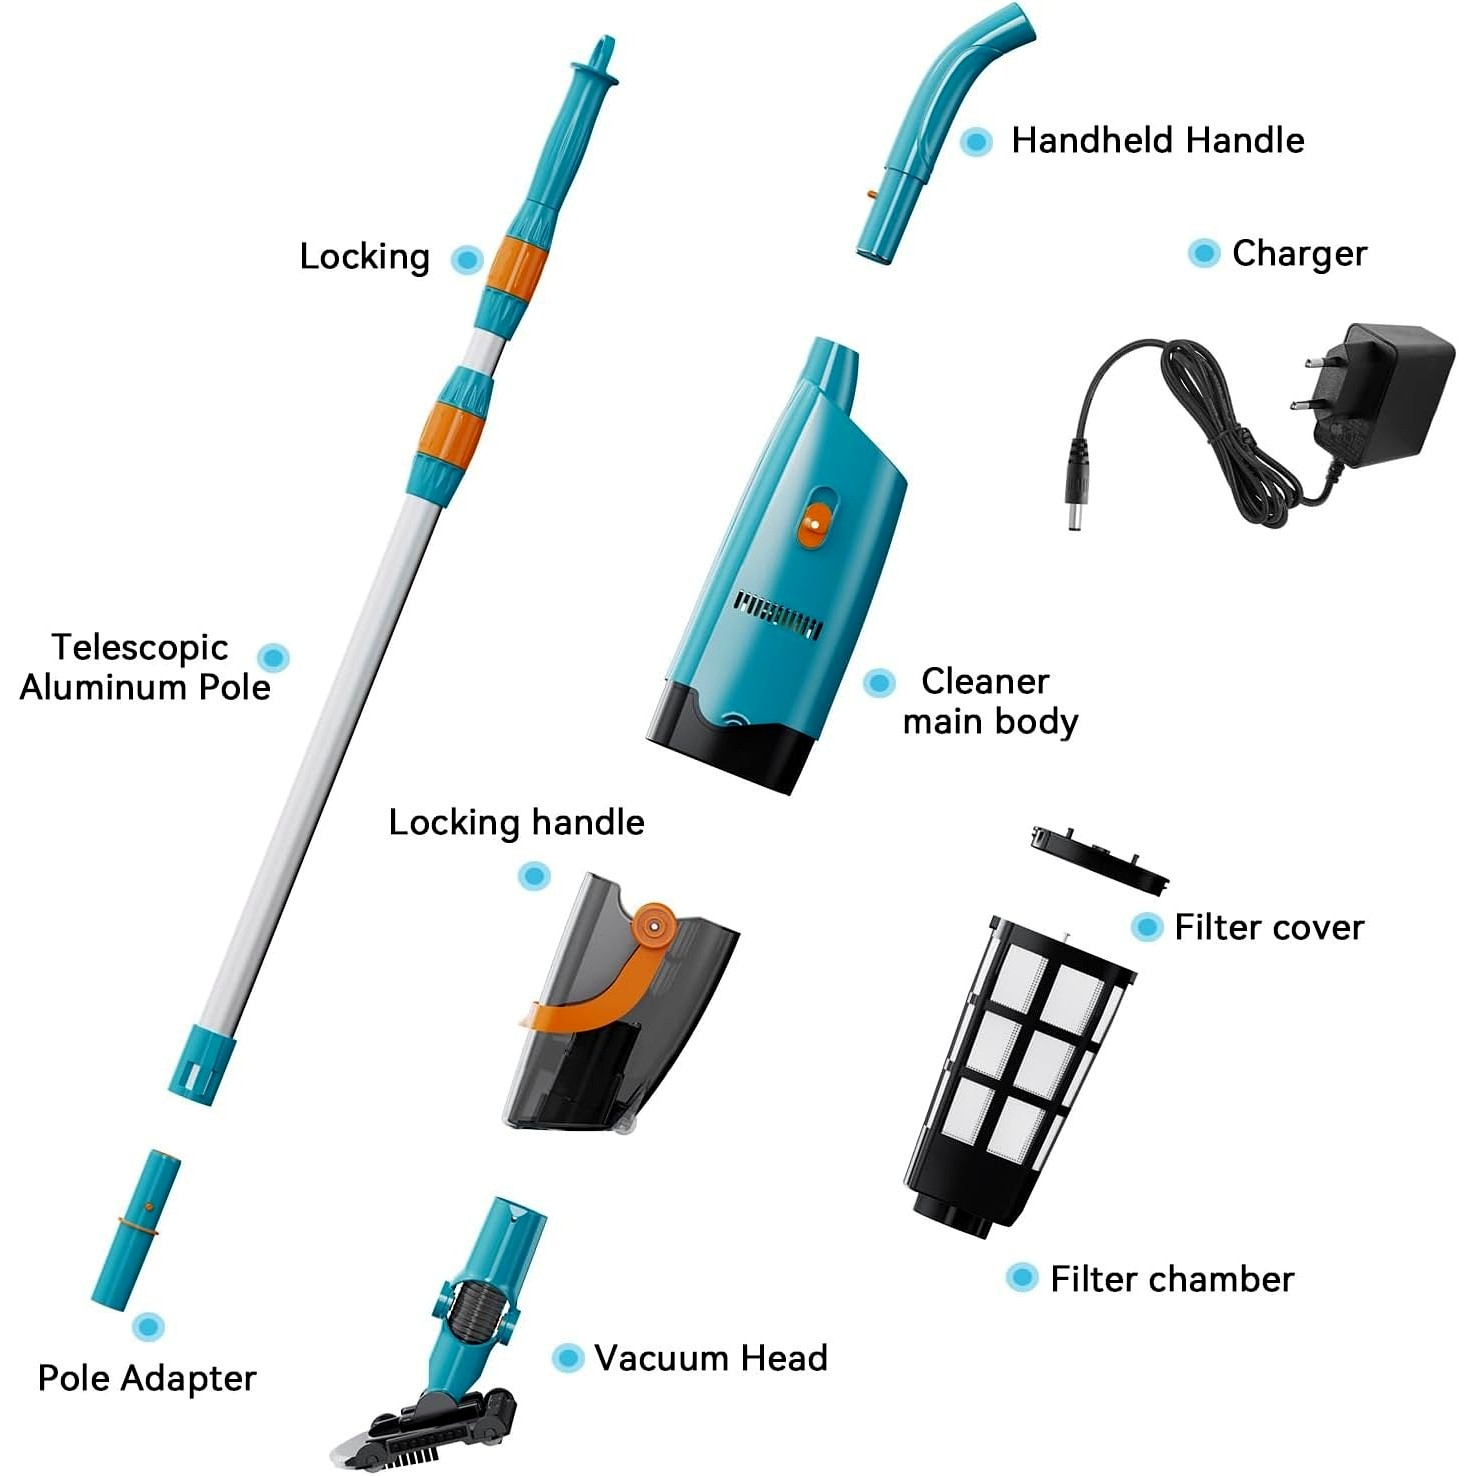 Handheld Handle
Locking
Charger
Telescopic
Aluminum Pole
Cleaner
main body
Locking handle
Filter cover
Filter chamber
Vacuum Head
Pole Adapter